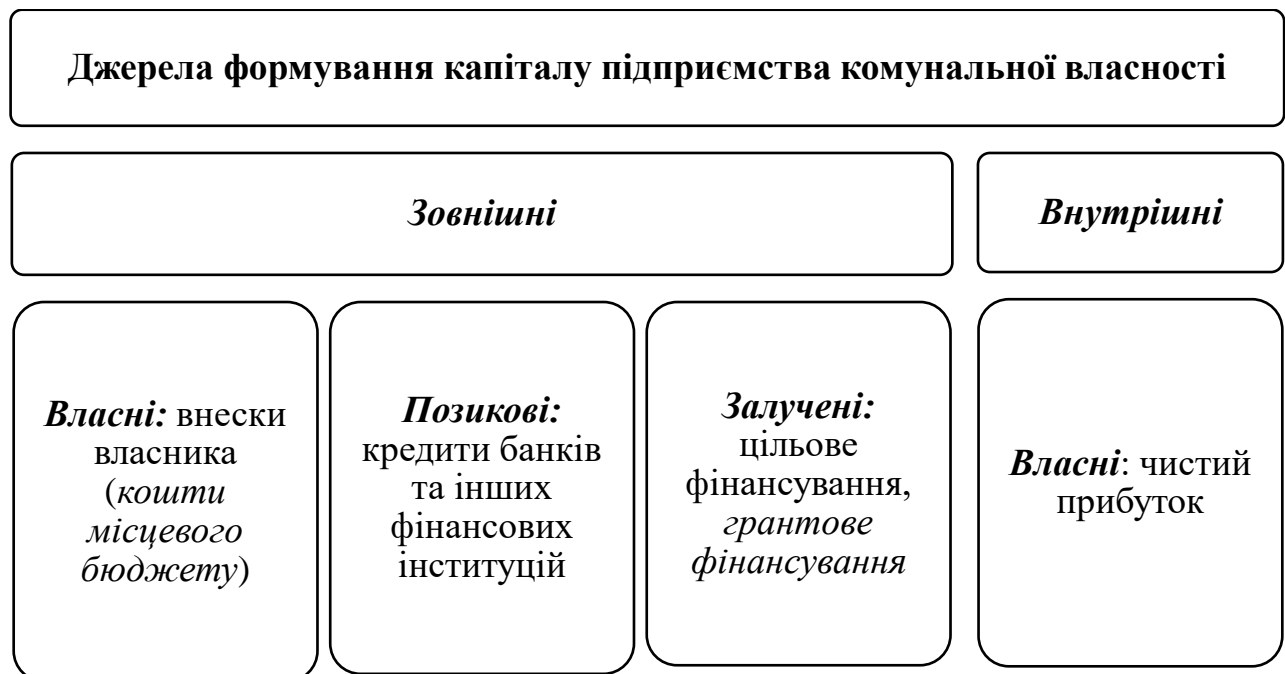 Джерела формування капіталу підприємства комунальної власності
Зовнішні
Внутрішні
Власні: внески
власника
(кошти
місцевого
бюджету)
Позикові:
кредити банків
та інших
фінансових
інституцій
Залучені:
цільове
фінансування,
грантове
фінансування
Власні: чистий
прибуток